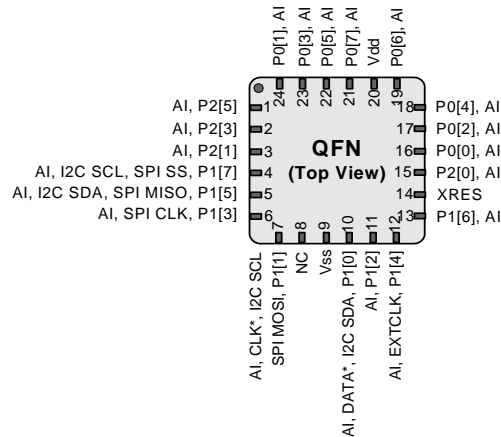 P0[1], AI
P0[3], AI
P0[5], AI
P0[7], AI
Vdd
P0[6], AI
24
23
22
21
20
19
AI, P2[5]
1
AI, P2[3]
2
AI, P2[1]
3
AI, I2C SCL, SPI SS, P1[7]
4
AI, I2C SDA, SPI MISO, P1[5]
5
AI, SPI CLK, P1[3]
6
QFN
(Top View)
18
P0[4], AI
17
P0[2], AI
16
P0[0], AI
15
P2[0], AI
14
XRES
13
P1[6], AI
7
8
9
10
11
12
AI, CLK*, I2C SCL
SPI MOSI, P1[1]
NC
Vss
AI, DATA*, I2C SDA, P1[0]
AI, P1[2]
AI, EXTCLK, P1[4]